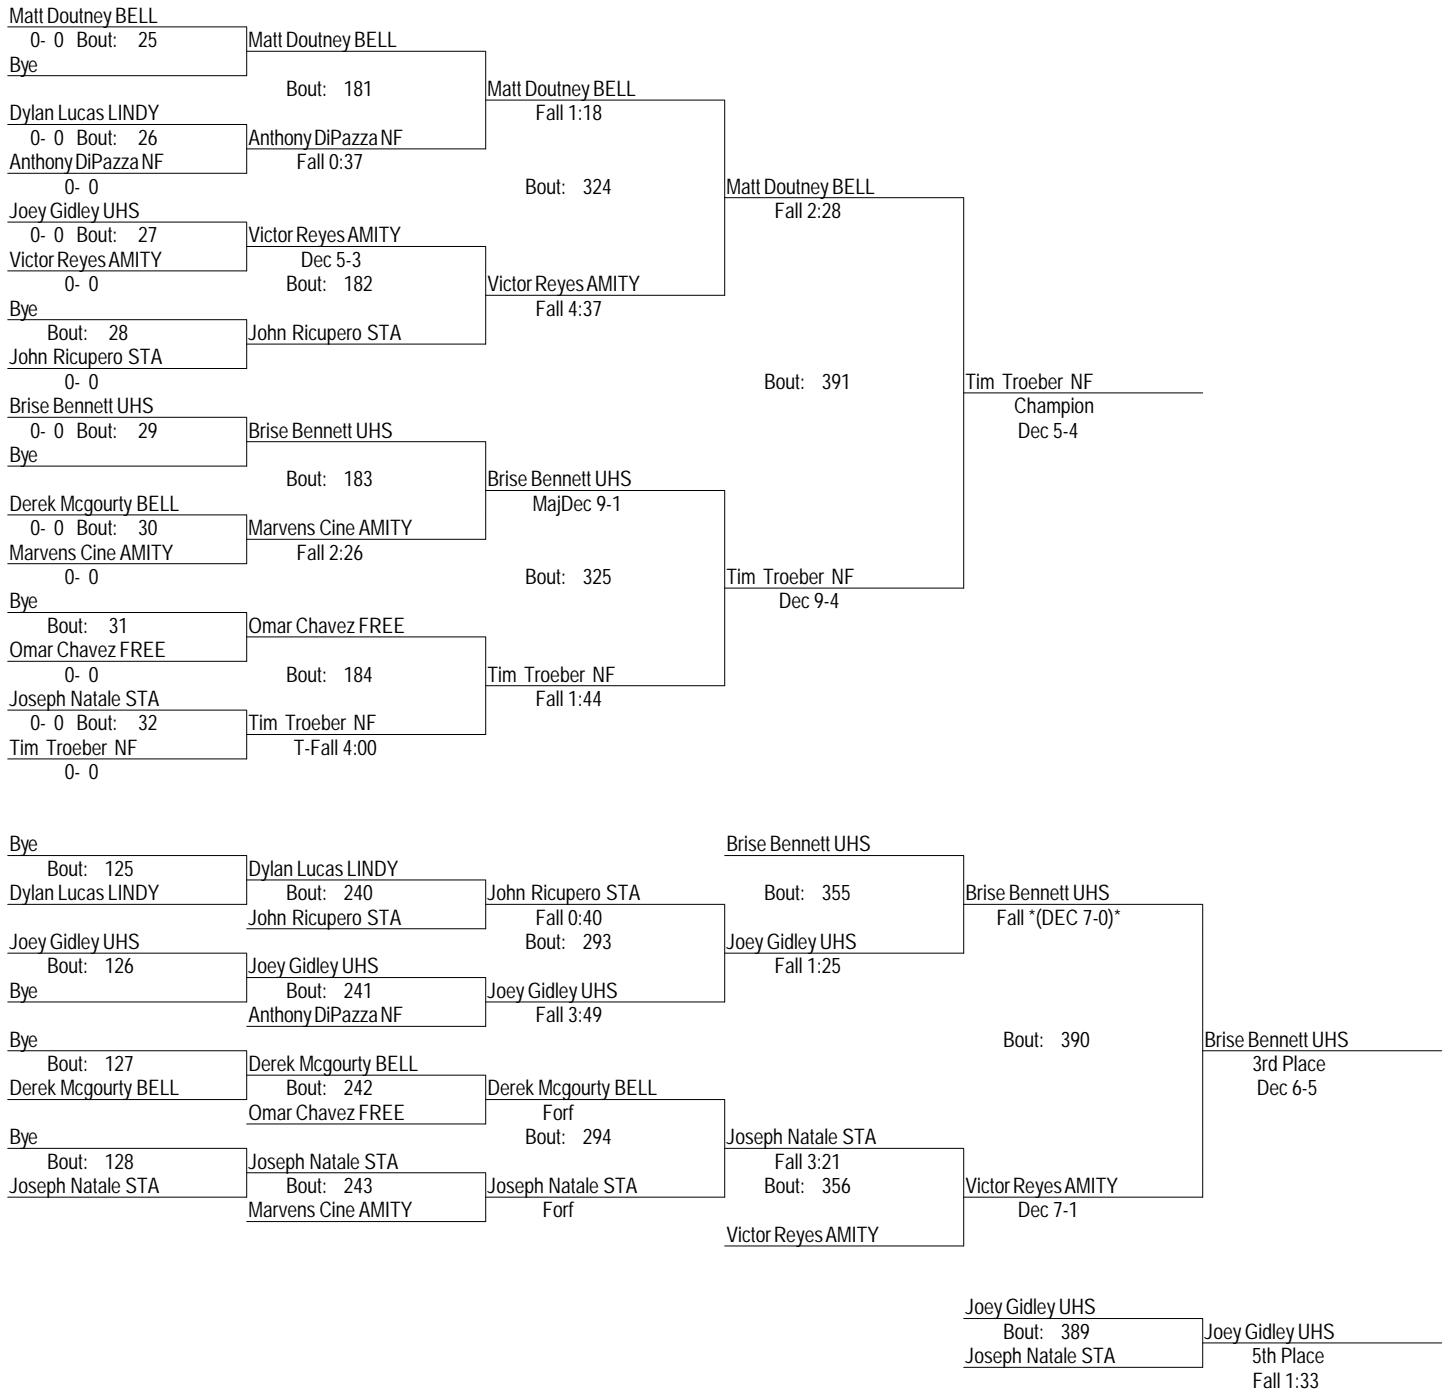 Matt Doutney BELL
0- 0 Bout: 25
Matt Doutney BELL
Bye
Bout: 181
Matt Doutney BELL
Dylan Lucas LINDY
Fall 1:18
0- 0 Bout: 26
Anthony DiPazza NF
Anthony DiPazza NF
Fall 0:37
0- 0
Bout: 324
Matt Doutney BELL
Joey Gidley UHS
Fall 2:28
0- 0 Bout: 27
Victor Reyes AMITY
Victor Reyes AMITY
Dec 5-3
0- 0
Bout: 182
Victor Reyes AMITY
Bye
Fall 4:37
Bout: 28
John Ricupero STA
John Ricupero STA
0- 0
Bout: 391
Tim Troeber NF
Brise Bennett UHS
Champion
0- 0 Bout: 29
Brise Bennett UHS
Dec 5-4
Bye
Bout: 183
Brise Bennett UHS
Derek Mcgourty BELL
MajDec 9-1
0- 0 Bout: 30
Marvens Cine AMITY
Marvens Cine AMITY
Fall 2:26
0- 0
Bout: 325
Tim Troeber NF
Bye
Dec 9-4
Bout: 31
Omar Chavez FREE
Omar Chavez FREE
0- 0
Bout: 184
Tim Troeber NF
Joseph Natale STA
Fall 1:44
0- 0 Bout: 32
Tim Troeber NF
Tim Troeber NF
T-Fall 4:00
0- 0
Bye
Brise Bennett UHS
Bout: 125
Dylan Lucas LINDY
Dylan Lucas LINDY
Bout: 240
John Ricupero STA
Bout: 355
Brise Bennett UHS
John Ricupero STA
Fall 0:40
Fall *(DEC 7-0)*
Joey Gidley UHS
Bout: 293
Joey Gidley UHS
Bout: 126
Joey Gidley UHS
Fall 1:25
Bye
Bout: 241
Joey Gidley UHS
Anthony DiPazza NF
Fall 3:49
Bye
Bout: 390
Brise Bennett UHS
Bout: 127
Derek Mcgourty BELL
3rd Place
Derek Mcgourty BELL
Bout: 242
Derek Mcgourty BELL
Dec 6-5
Omar Chavez FREE
Forf
Bye
Bout: 294
Joseph Natale STA
Bout: 128
Joseph Natale STA
Fall 3:21
Joseph Natale STA
Bout: 243
Joseph Natale STA
Bout: 356
Victor Reyes AMITY
Marvens Cine AMITY
Forf
Dec 7-1
Victor Reyes AMITY
Joey Gidley UHS
Bout: 389
Joey Gidley UHS
Joseph Natale STA
5th Place
Fall 1:33